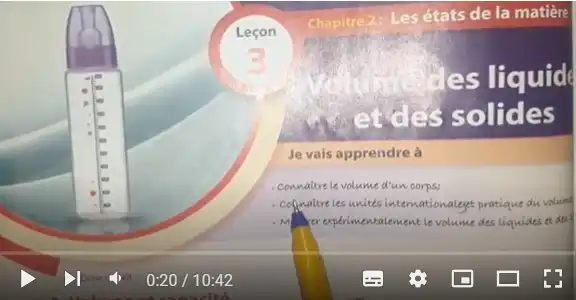 Leçon
3
Chapitre 2 : Les états de la matière
Volume des liquide
et des solides
Je vais apprendre à
. Connaître le volume d'un corps;
. Connaître les unités internationale et pratique du volume
. Mesurer expérimentalement le volume des liquides et des
0:20 / 10:42